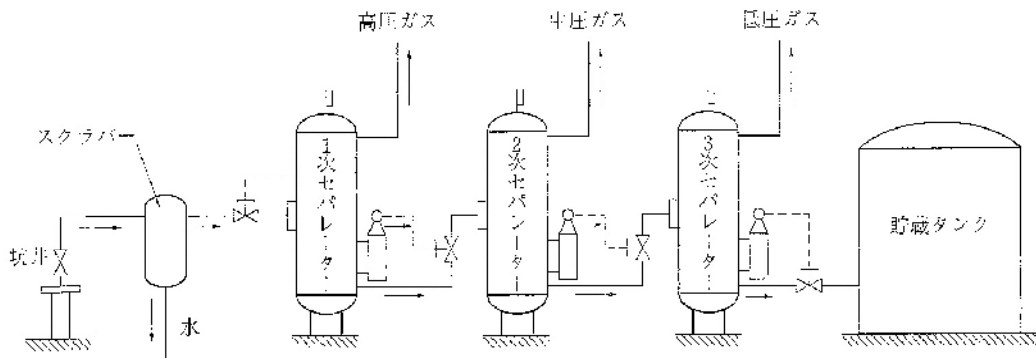 高圧ガス
中圧ガス
低圧ガス
スクラバー
1次セパレーター
2次セパレーター
3次セパレーター
貯蔵タンク
坑井
水